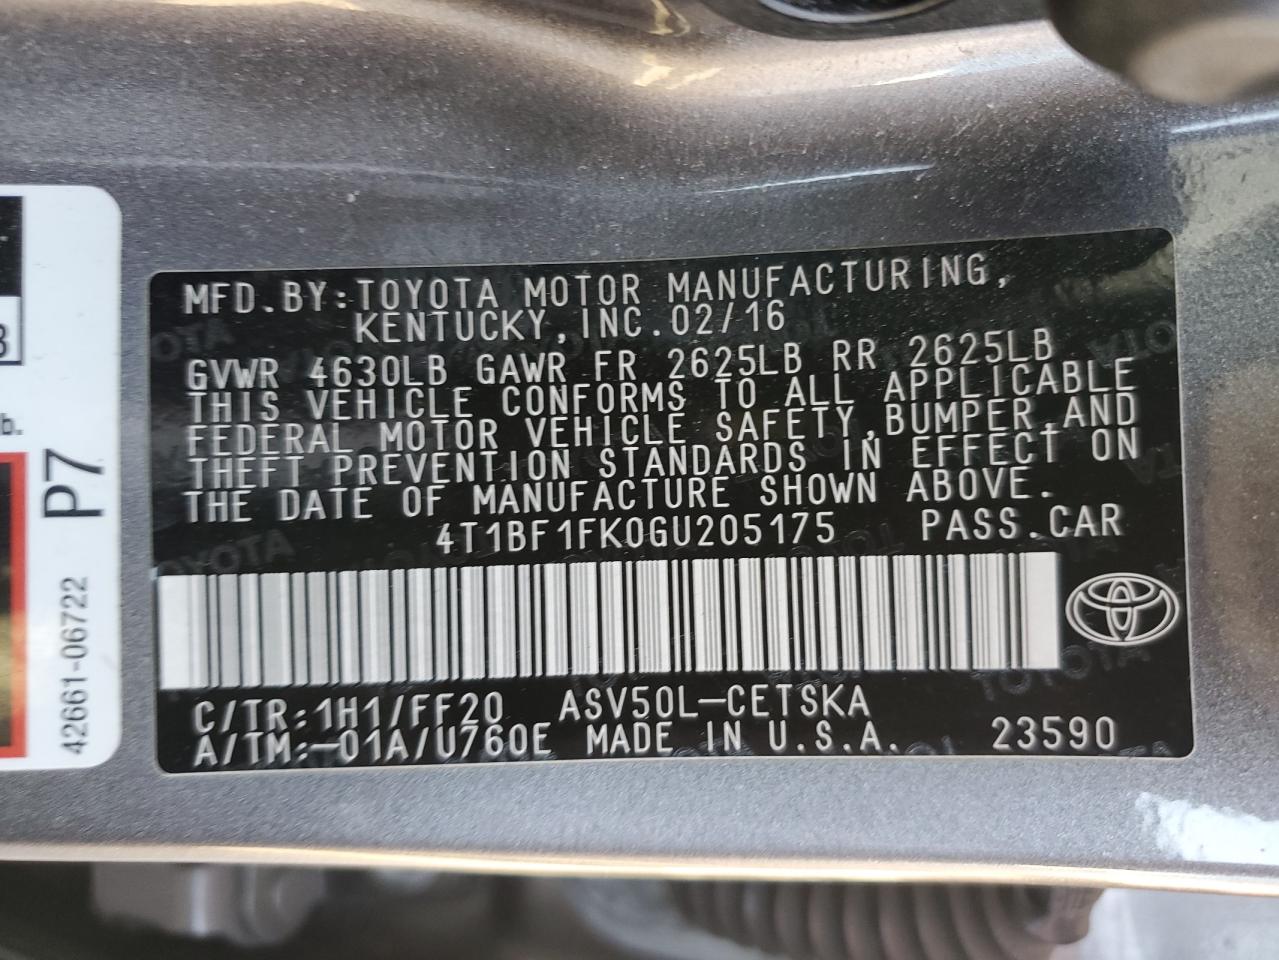 MFD.BY:TOYOTA MOTOR MANUFACTURING,
KENTUCKY,INC.02/16
GVWR 4630LB GAWR FR 2625LB RR 2625LB
THIS VEHICLE CONFORMS TO ALL APPLICABLE
FEDERAL MOTOR VEHICLE SAFETY,BUMPER,AND
THEFT PREVENTION STANDARDS IN EFFECT ON
THE DATE OF MANUFACTURE SHOWN ABOVE.
4T1BF1FK0GU205175 PASS.CAR
C/TR:1H1/FF20 ASV50L-CETSKA
A/TM:-01A/U760E MADE IN U.S.A. 23590
P7
42661-06722